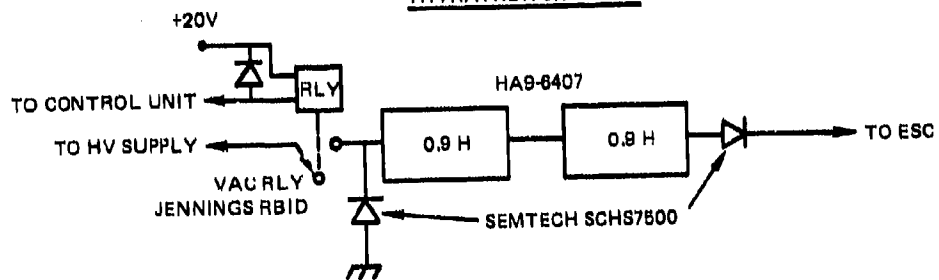 +20V
RLY
HA9-6407
TO CONTROL UNIT
0.9 H
0.9 H
TO ESC
TO HV SUPPLY
VAC RLY
JENNINGS RBID
SEMTECH SCHS7500